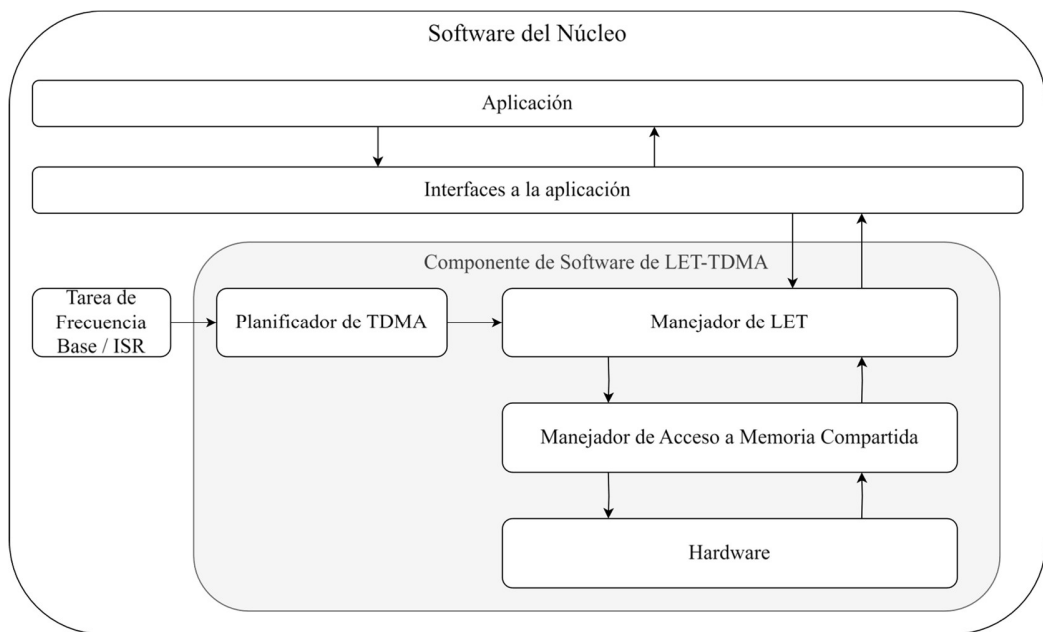 Software del Núcleo
Aplicación
Interfaces a la aplicación
Componente de Software de LET-TDMA
Tarea de
Frecuencia
Base / ISR
Planificador de TDMA
Manejador de LET
Manejador de Acceso a Memoria Compartida
Hardware